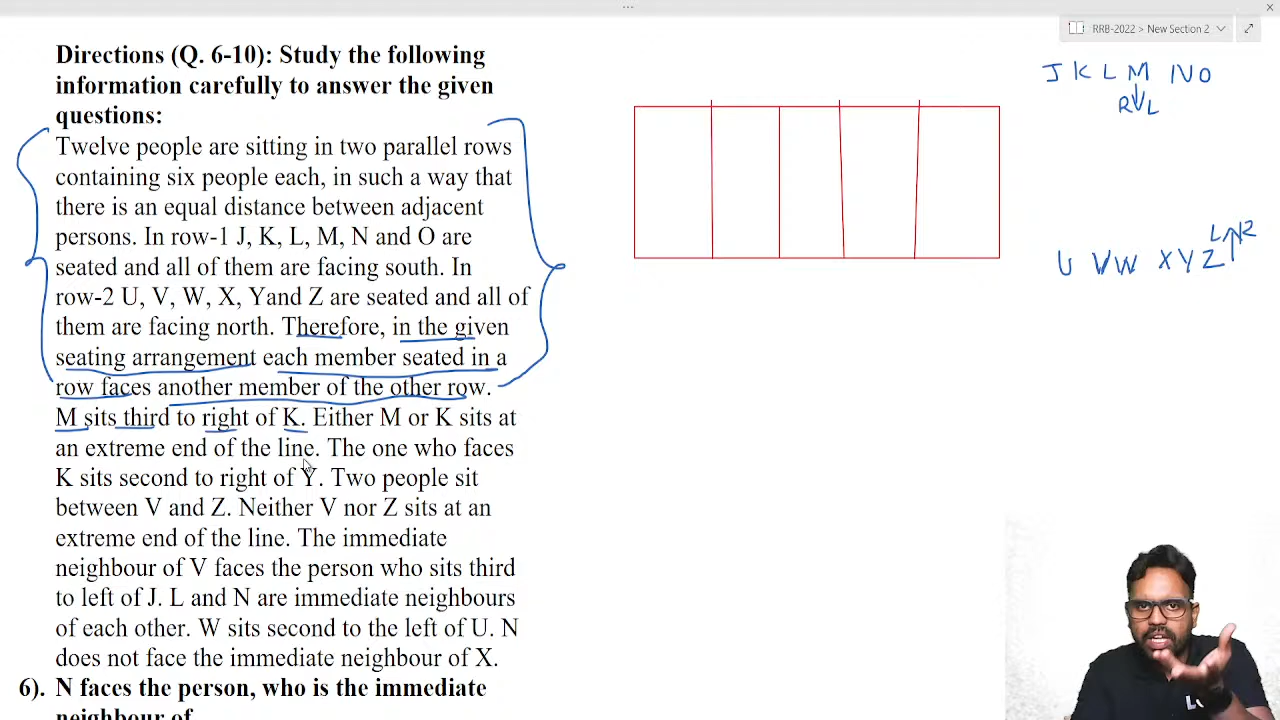 RRB-2022 > New Section 2
Directions (Q. 6-10): Study the following
information carefully to answer the given
questions:
Twelve people are sitting in two parallel rows
containing six people each, in such a way that
there is an equal distance between adjacent
persons. In row-1 J, K, L, M, N and O are
seated and all of them are facing south. In
row-2 U, V, W, X, Yand Z are seated and all of
them are facing north. Therefore, in the given
seating arrangement each member seated in a
row faces another member of the other row.
M sits third to right of K. Either M or K sits at
an extreme end of the line. The one who faces
K sits second to right of Y. Two people sit
between V and Z. Neither V nor Z sits at an
extreme end of the line. The immediate
neighbour of V faces the person who sits third
to left of J. L and N are immediate neighbours
of each other. W sits second to the left of U. N
does not face the immediate neighbour of X.
6). N faces the person, who is the immediate
neighbour of
J K L M N O
R L
L R
U V W X Y Z